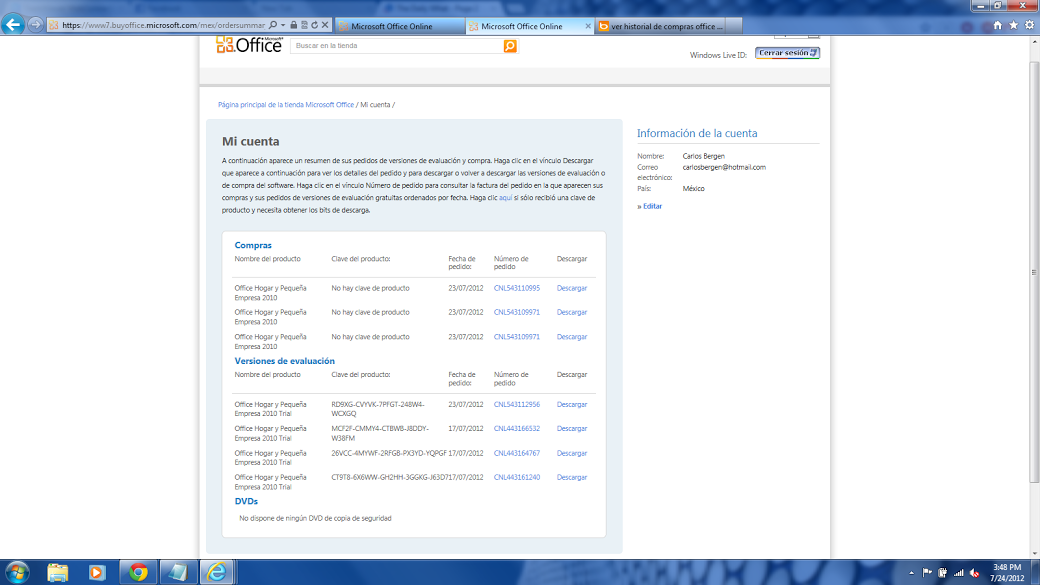 https://www7.buyoffice.microsoft.com/mex/ordersummar
Microsoft Office Online
Microsoft Office Online
ver historial de compras office ...
Office
Microsoft®
Buscar en la tienda
Windows Live ID:
Cerrar sesión
Página principal de la tienda Microsoft Office / Mi cuenta /
Mi cuenta
A continuación aparece un resumen de sus pedidos de versiones de evaluación y compra. Haga clic en el vínculo Descargar
que aparece a continuación para ver los detalles del pedido y para descargar o volver a descargar las versiones de evaluación o
de compra del software. Haga clic en el vínculo Número de pedido para consultar la factura del pedido en la que aparecen sus
compras y sus pedidos de versiones de evaluación gratuitas ordenados por fecha. Haga clic aquí si sólo recibió una clave de
producto y necesita obtener los bits de descarga.
Información de la cuenta
Nombre: Carlos Bergen
Correo carlosbergen@hotmail.com
electrónico:
País: México
» Editar
Compras
Nombre del producto Clave del producto: Fecha de Número de Descargar
pedido: pedido
Office Hogar y Pequeña No hay clave de producto 23/07/2012 CNL543110995 Descargar
Empresa 2010
Office Hogar y Pequeña No hay clave de producto 23/07/2012 CNL543109971 Descargar
Empresa 2010
Office Hogar y Pequeña No hay clave de producto 23/07/2012 CNL543109971 Descargar
Empresa 2010
Versiones de evaluación
Nombre del producto Clave del producto: Fecha de Número de Descargar
pedido: pedido
Office Hogar y Pequeña RD9XG-CVYVK-7PFGT-248W4- 23/07/2012 CNL543112956 Descargar
Empresa 2010 Trial WCXGQ
Office Hogar y Pequeña MCF2F-CMMY4-CTBWB-J8DDY- 17/07/2012 CNL443166532 Descargar
Empresa 2010 Trial W38FM
Office Hogar y Pequeña 26VCC-4MYWF-2RFGB-PX3YD-YQPGF 17/07/2012 CNL443164767 Descargar
Empresa 2010 Trial
Office Hogar y Pequeña CT9T8-6X6WW-GH2HH-3GGKG-J63D7 17/07/2012 CNL443161240 Descargar
Empresa 2010 Trial
DVDs
No dispone de ningún DVD de copia de seguridad
3:48 PM
7/24/2012